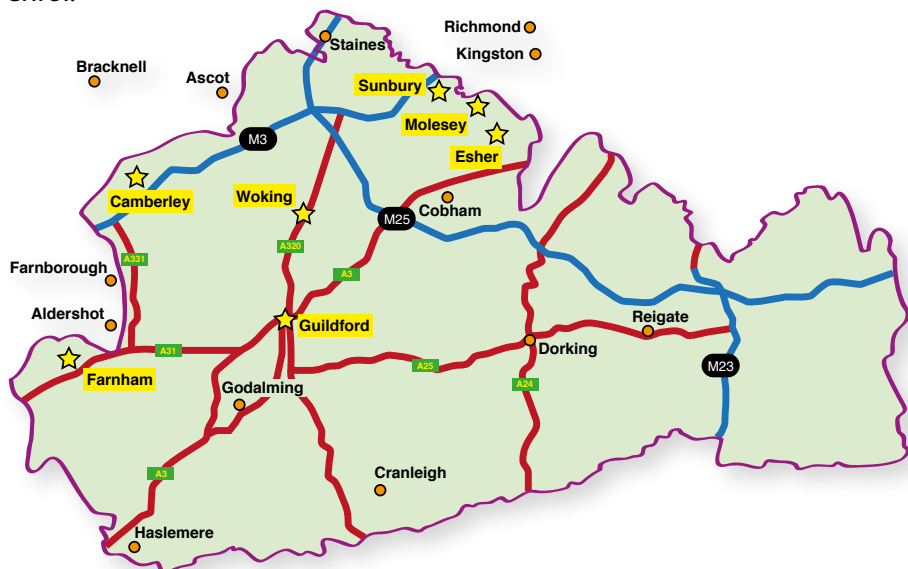 Richmond
Staines
Kingston
Bracknell
Ascot
Sunbury
Molesey
M3
Esher
Camberley
Woking
Cobham
M25
A320
A331
Farnborough
A3
Aldershot
Guildford
Reigate
Dorking
A31
A25
M23
Farnham
Godalming
A24
A3
Cranleigh
Haslemere